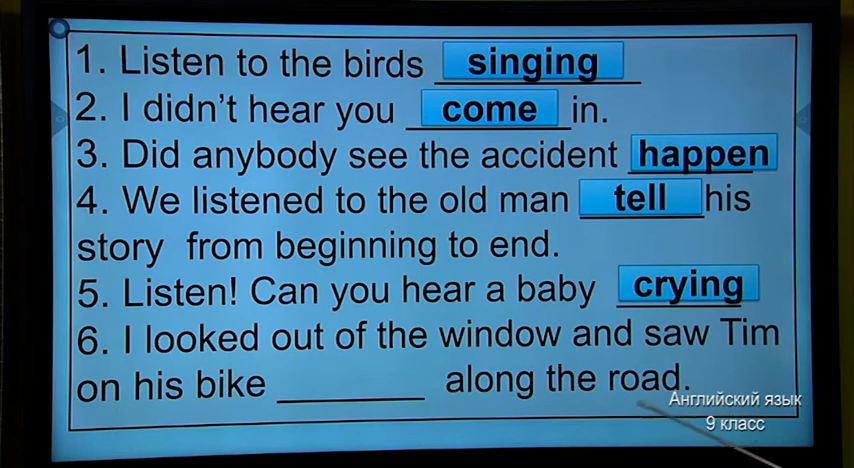 1. Listen to the birds singing
2. I didn't hear you come in.
3. Did anybody see the accident happen
4. We listened to the old man tell his
story from beginning to end.
5. Listen! Can you hear a baby crying
6. I looked out of the window and saw Tim
on his bike ________ along the road.
Английский язык
9 класс